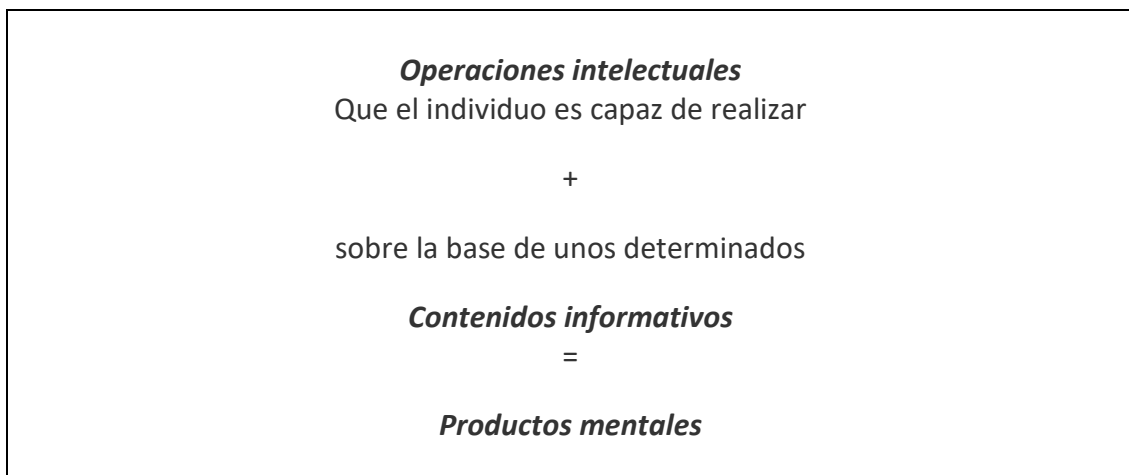 Operaciones intelectuales
Que el individuo es capaz de realizar
+
sobre la base de unos determinados
Contenidos informativos
=
Productos mentales